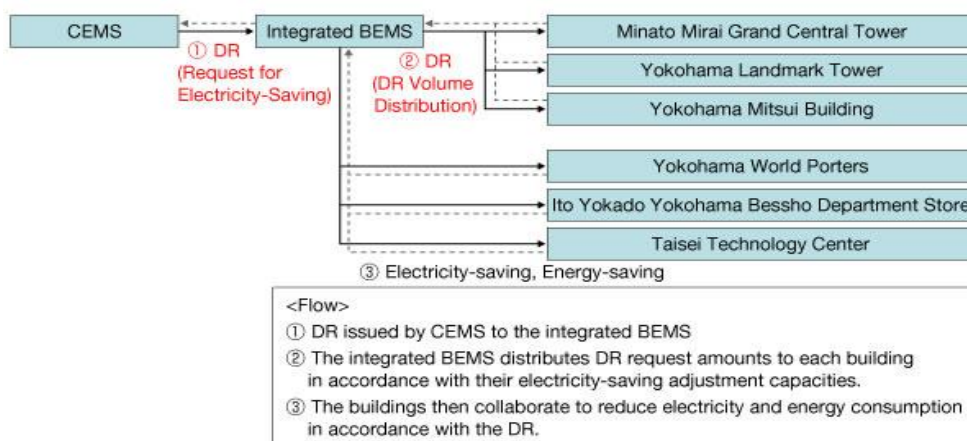 CEMS
Integrated BEMS
Minato Mirai Grand Central Tower
① DR
(Request for
Electricity-Saving)
② DR
(DR Volume
Distribution)
Yokohama Landmark Tower
Yokohama Mitsui Building
Yokohama World Porters
Ito Yokado Yokohama Bessho Department Store
Taisei Technology Center
③ Electricity-saving, Energy-saving
<Flow>
① DR issued by CEMS to the integrated BEMS
② The integrated BEMS distributes DR request amounts to each building
in accordance with their electricity-saving adjustment capacities.
③ The buildings then collaborate to reduce electricity and energy consumption
in accordance with the DR.